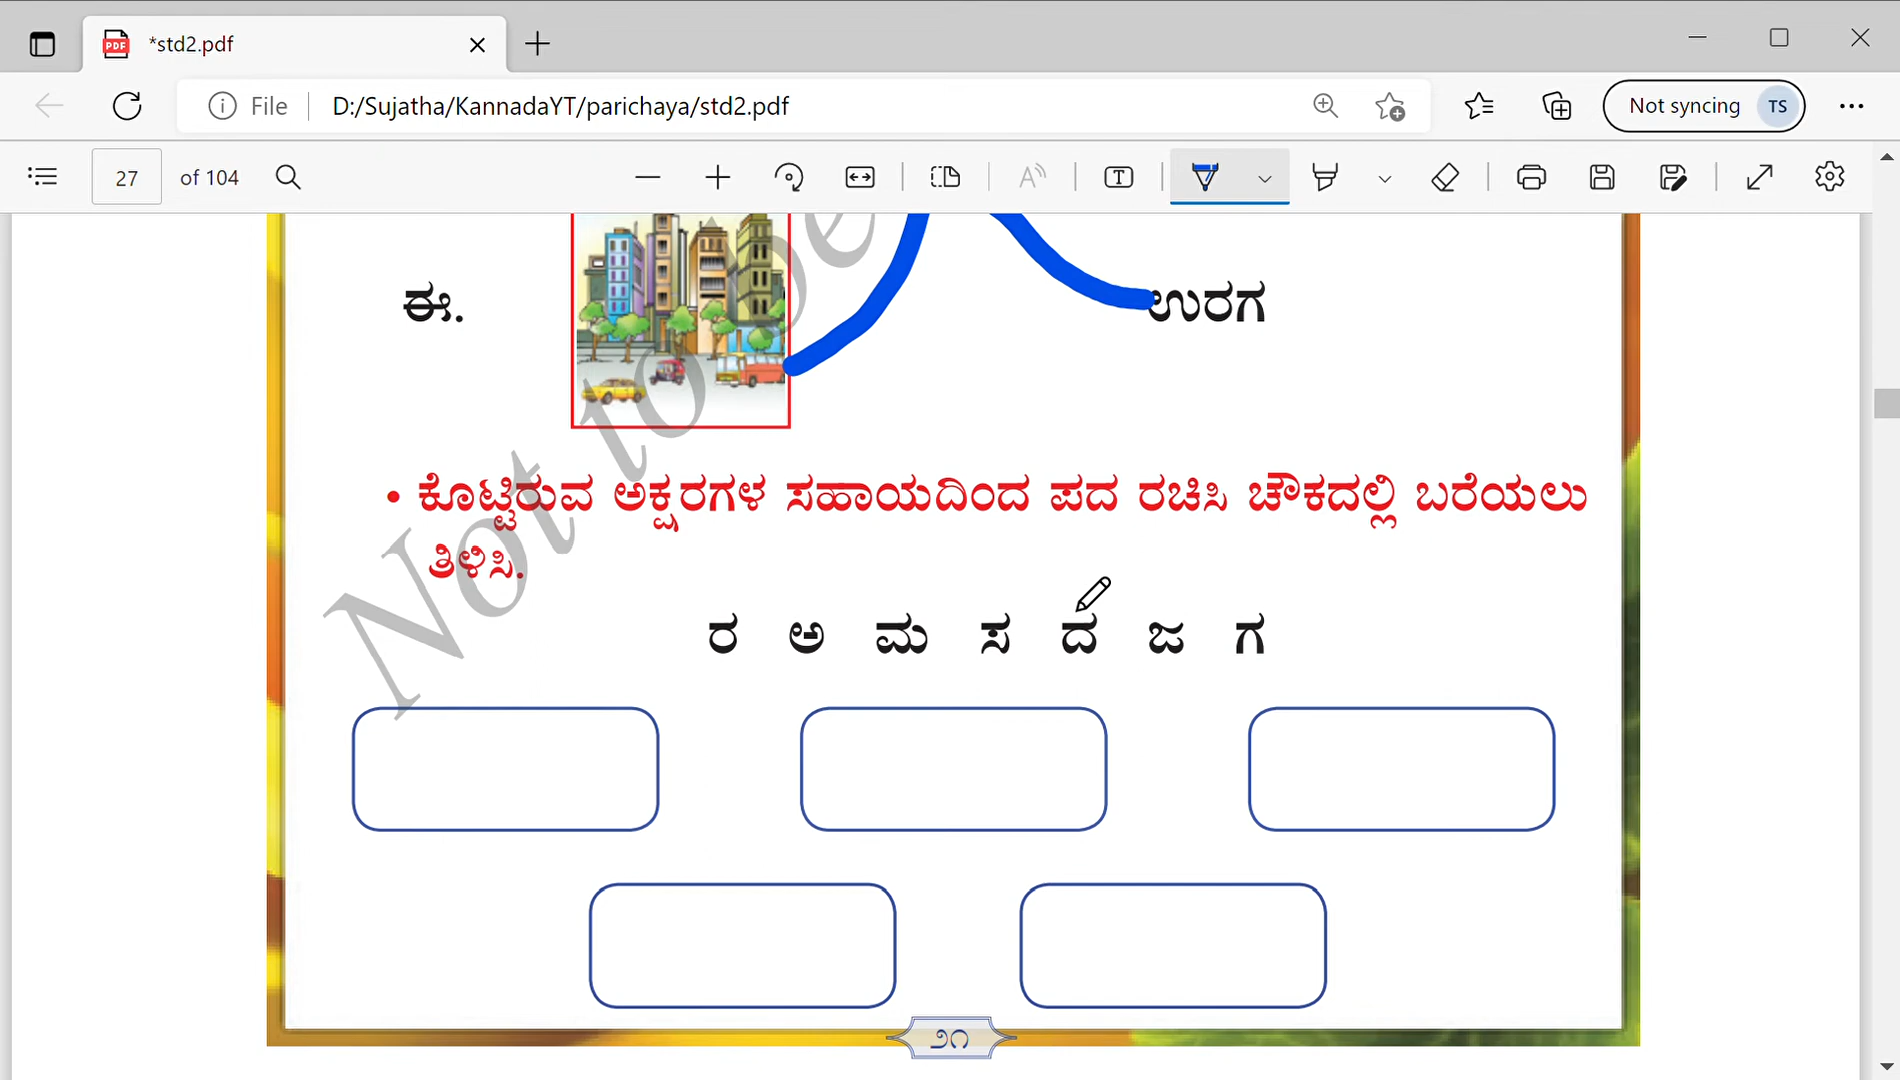 *std2.pdf
File
D:/Sujatha/KannadaYT/parichaya/std2.pdf
Not syncing TS
27 of 104
ಈ.
ಉರಗ
Not to be
• ಕೊಟ್ಟಿರುವ ಅಕ್ಷರಗಳ ಸಹಾಯದಿಂದ ಪದ ರಚಿಸಿ ಚೌಕದಲ್ಲಿ ಬರೆಯಲು
ತಿಳಿಸಿ.
ರ ಅ ಮ ಸ ದ ಜ ಗ
೨೧